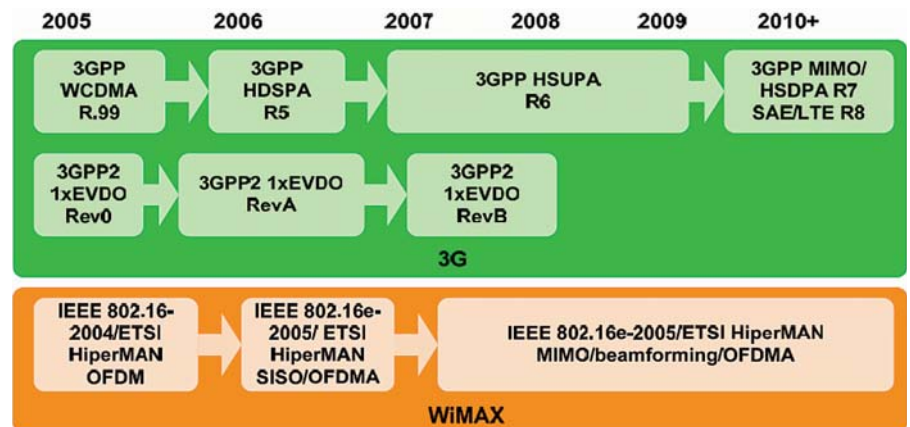 2005 2006 2007 2008 2009 2010+
3GPP
WCDMA
R.99
3GPP
HDSPA
R5
3GPP HSUPA
R6
3GPP MIMO/
HSDPA R7
SAE/LTE R8
3GPP2
1xEVDO
Rev0
3GPP2 1xEVDO
RevA
3GPP2
1xEVDO
RevB
3G
IEEE 802.16-
2004/ETSI
HiperMAN
OFDM
IEEE 802.16e-
2005/ ETSI
HiperMAN
SISO/OFDMA
IEEE 802.16e-2005/ETSI HiperMAN
MIMO/beamforming/OFDMA
WiMAX